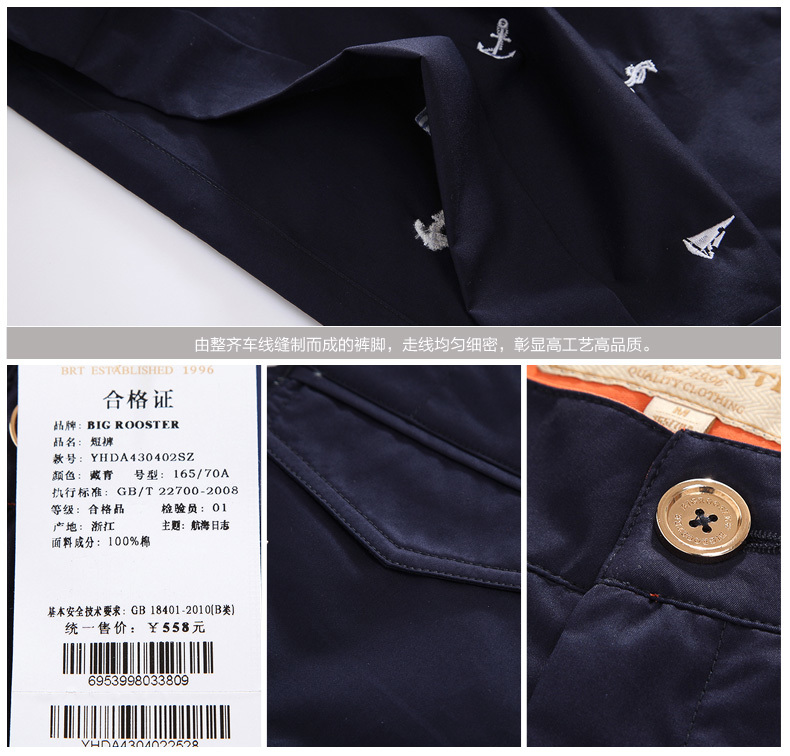 由整齐车线缝制而成的裤脚，走线均匀细密，彰显高工艺高品质。
BRT ESTABLISHED 1996
合格证
品牌: BIG ROOSTER
品名: 短裤
款号: YHDA430402SZ
颜色: 藏青 号型: 165/70A
执行标准: GB/T 22700-2008
等级: 合格品 检验员: 01
产地: 浙江 主题: 航海日志
面料成分: 100%棉
基本安全技术要求: GB 18401-2010(B类)
统一售价: ￥558元
6953998033809
YHDA4304022528
QUALITY CLOTHING
M